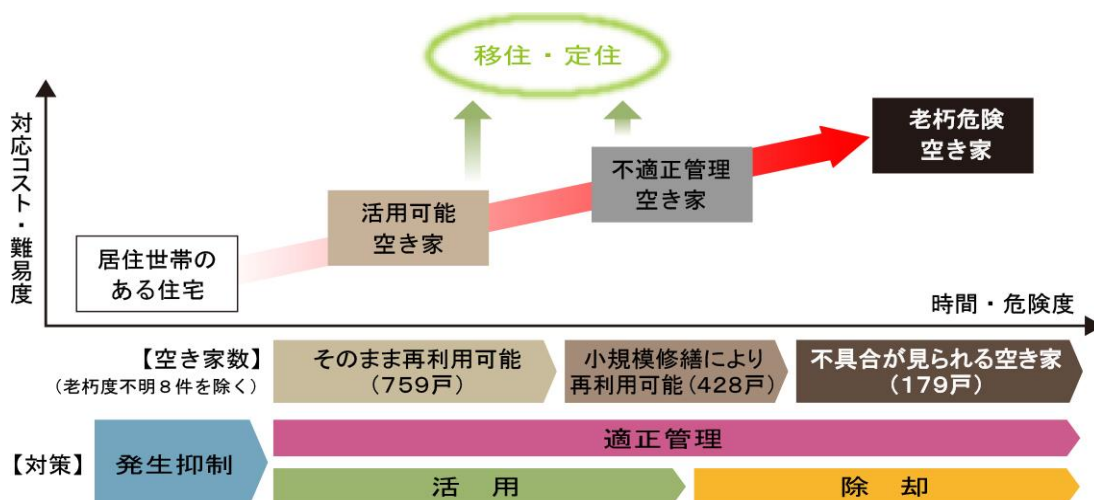 移住・定住
対応コスト・難易度
老朽危険
空き家
不適正管理
空き家
活用可能
空き家
居住世帯の
ある住宅
時間・危険度
【空き家数】
(老朽度不明8件を除く)
そのまま再利用可能
(759戸)
小規模修繕により
再利用可能(428戸)
不具合が見られる空き家
(179戸)
【対策】
発生抑制
適正管理
活 用
除 却